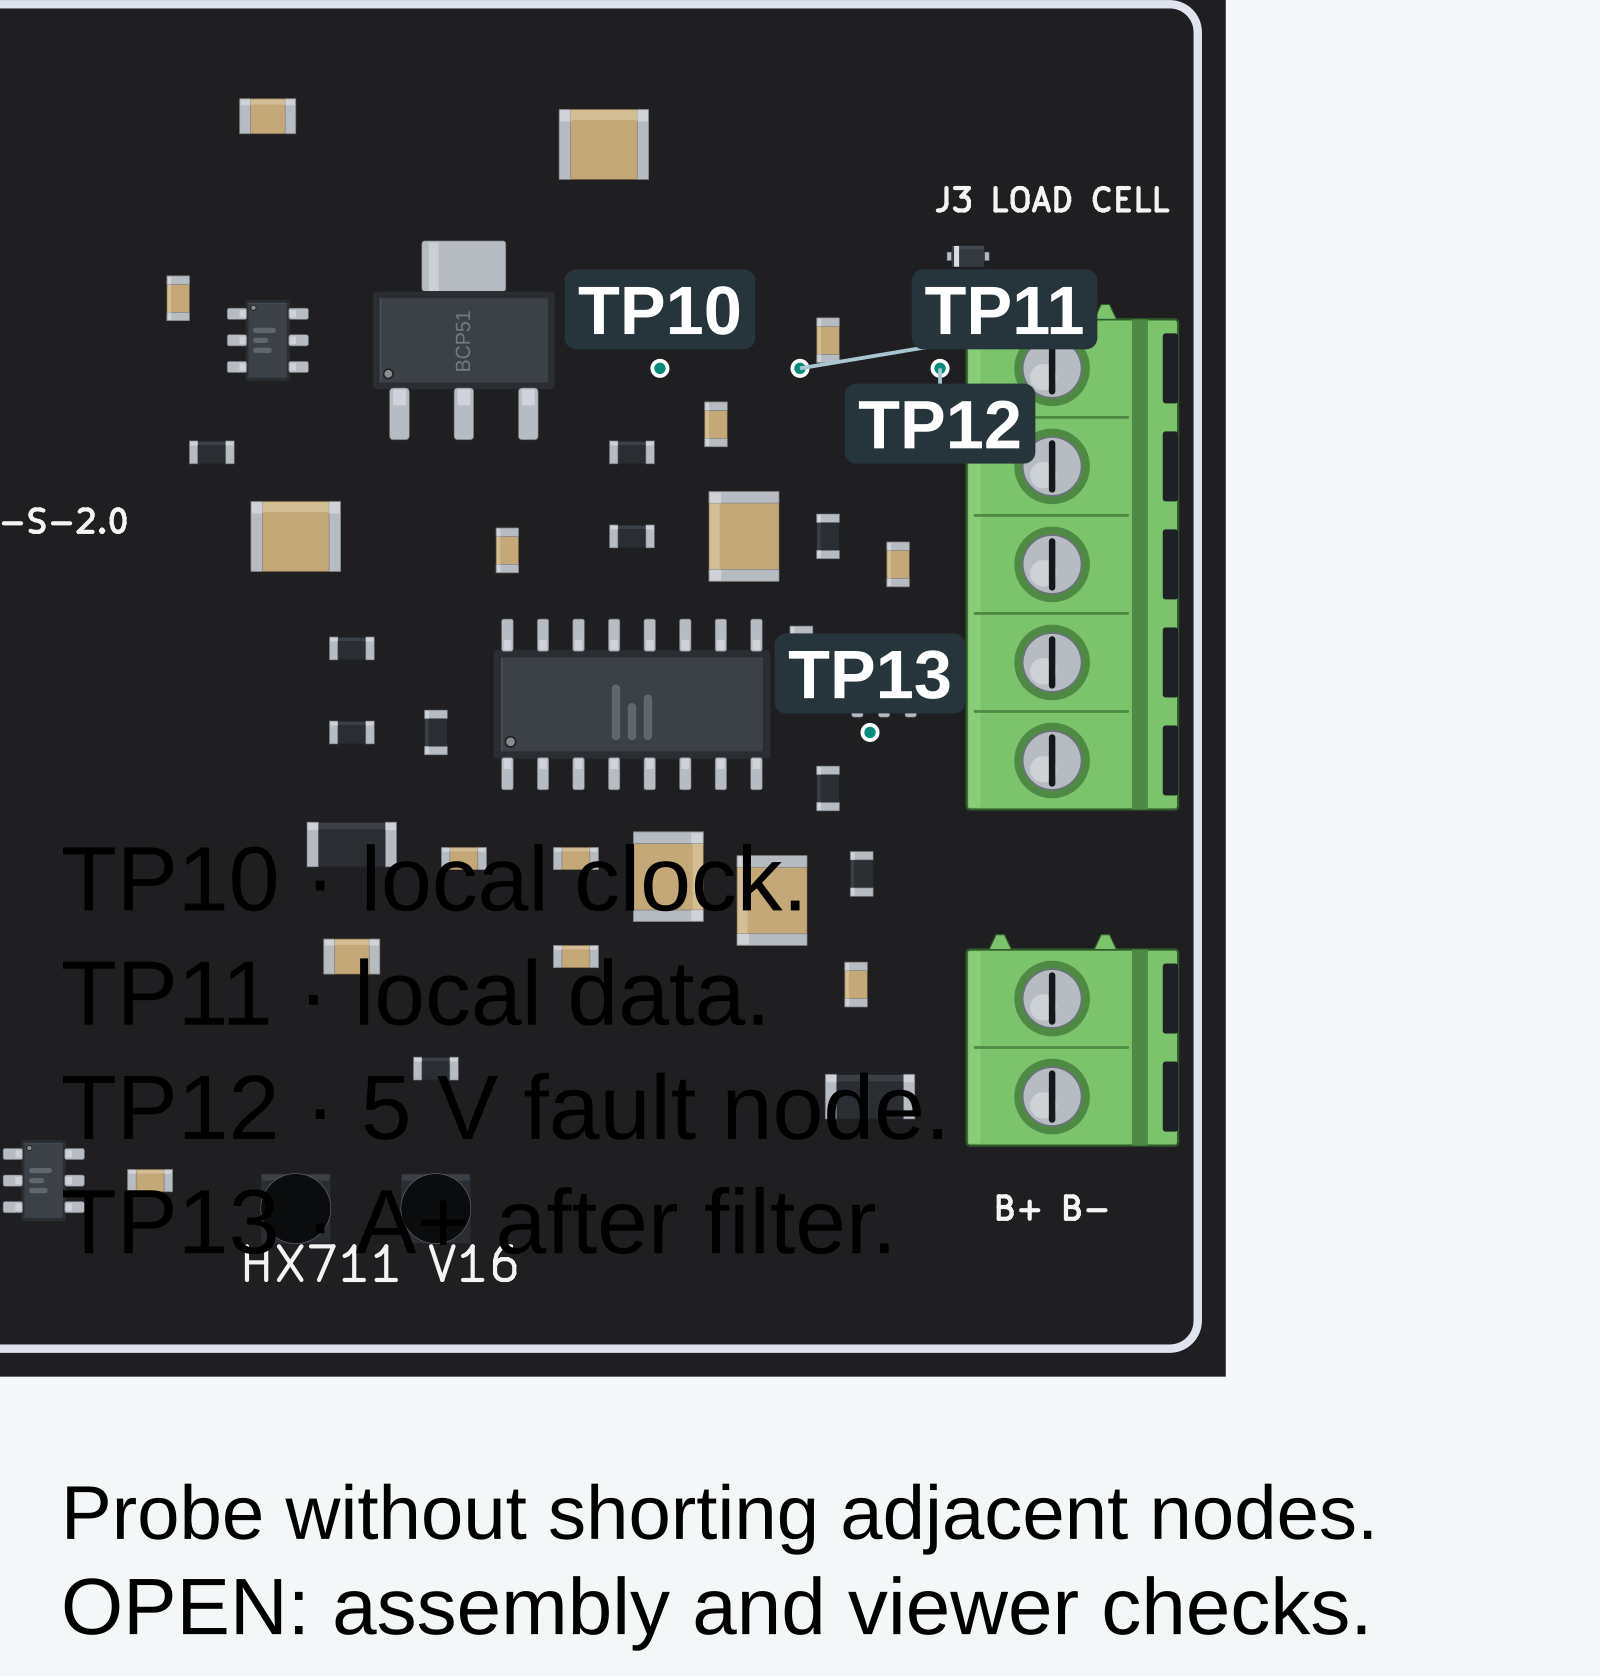 J3 LOAD CELL
BCP51
TP10
TP11
TP12
-S-2.0
TP13
TP10 · local clock.
TP11 · local data.
TP12 · 5 V fault node.
TP13 · A+ after filter.
B+ B-
HX711 V16
Probe without shorting adjacent nodes.
OPEN: assembly and viewer checks.